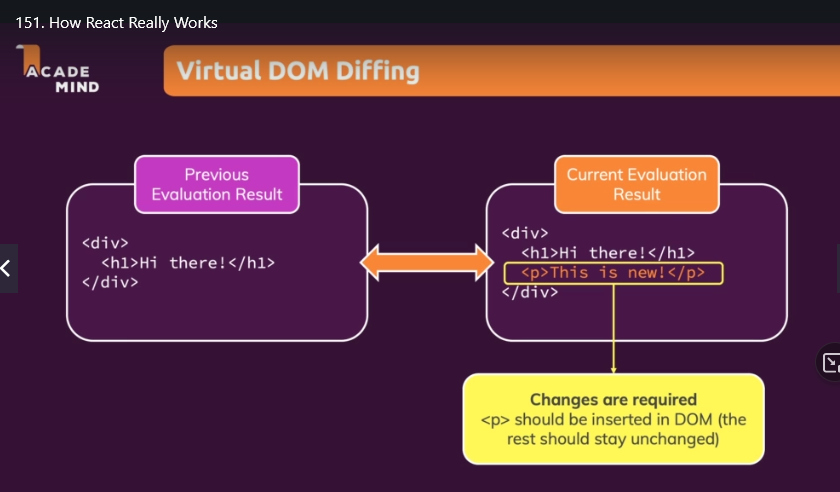 151. How React Really Works
ACADE
MIND
Virtual DOM Diffing
Previous
Evaluation Result
<div>
<h1>Hi there!</h1>
</div>
Current Evaluation
Result
<div>
<h1>Hi there!</h1>
<p>This is new!</p>
</div>
Changes are required
<p> should be inserted in DOM (the
rest should stay unchanged)